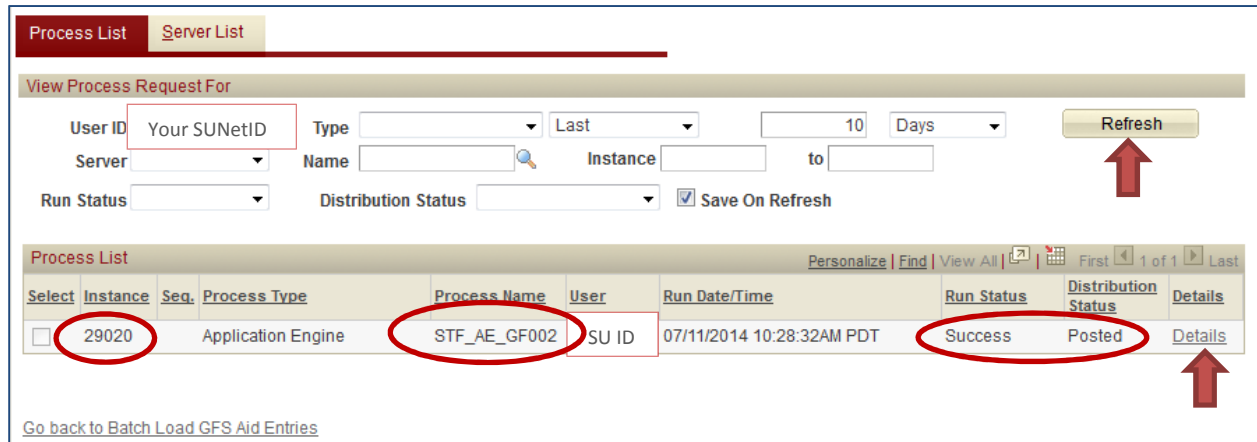 Process List Server List
View Process Request For
User ID Your SUNetID Type Last 10 Days Refresh
Server Name Instance to
Run Status Distribution Status Save On Refresh
Process List Personalize | Find | View All | | First 1 of 1 Last
Select Instance Seq. Process Type Process Name User Run Date/Time Run Status Distribution Status Details
29020 Application Engine STF_AE_GF002 SU ID 07/11/2014 10:28:32AM PDT Success Posted Details
Go back to Batch Load GFS Aid Entries